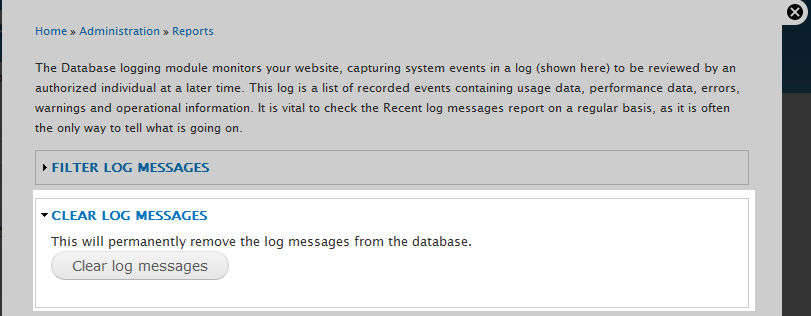 Home » Administration » Reports
The Database logging module monitors your website, capturing system events in a log (shown here) to be reviewed by an
authorized individual at a later time. This log is a list of recorded events containing usage data, performance data, errors,
warnings and operational information. It is vital to check the Recent log messages report on a regular basis, as it is often
the only way to tell what is going on.
FILTER LOG MESSAGES
CLEAR LOG MESSAGES
This will permanently remove the log messages from the database.
Clear log messages